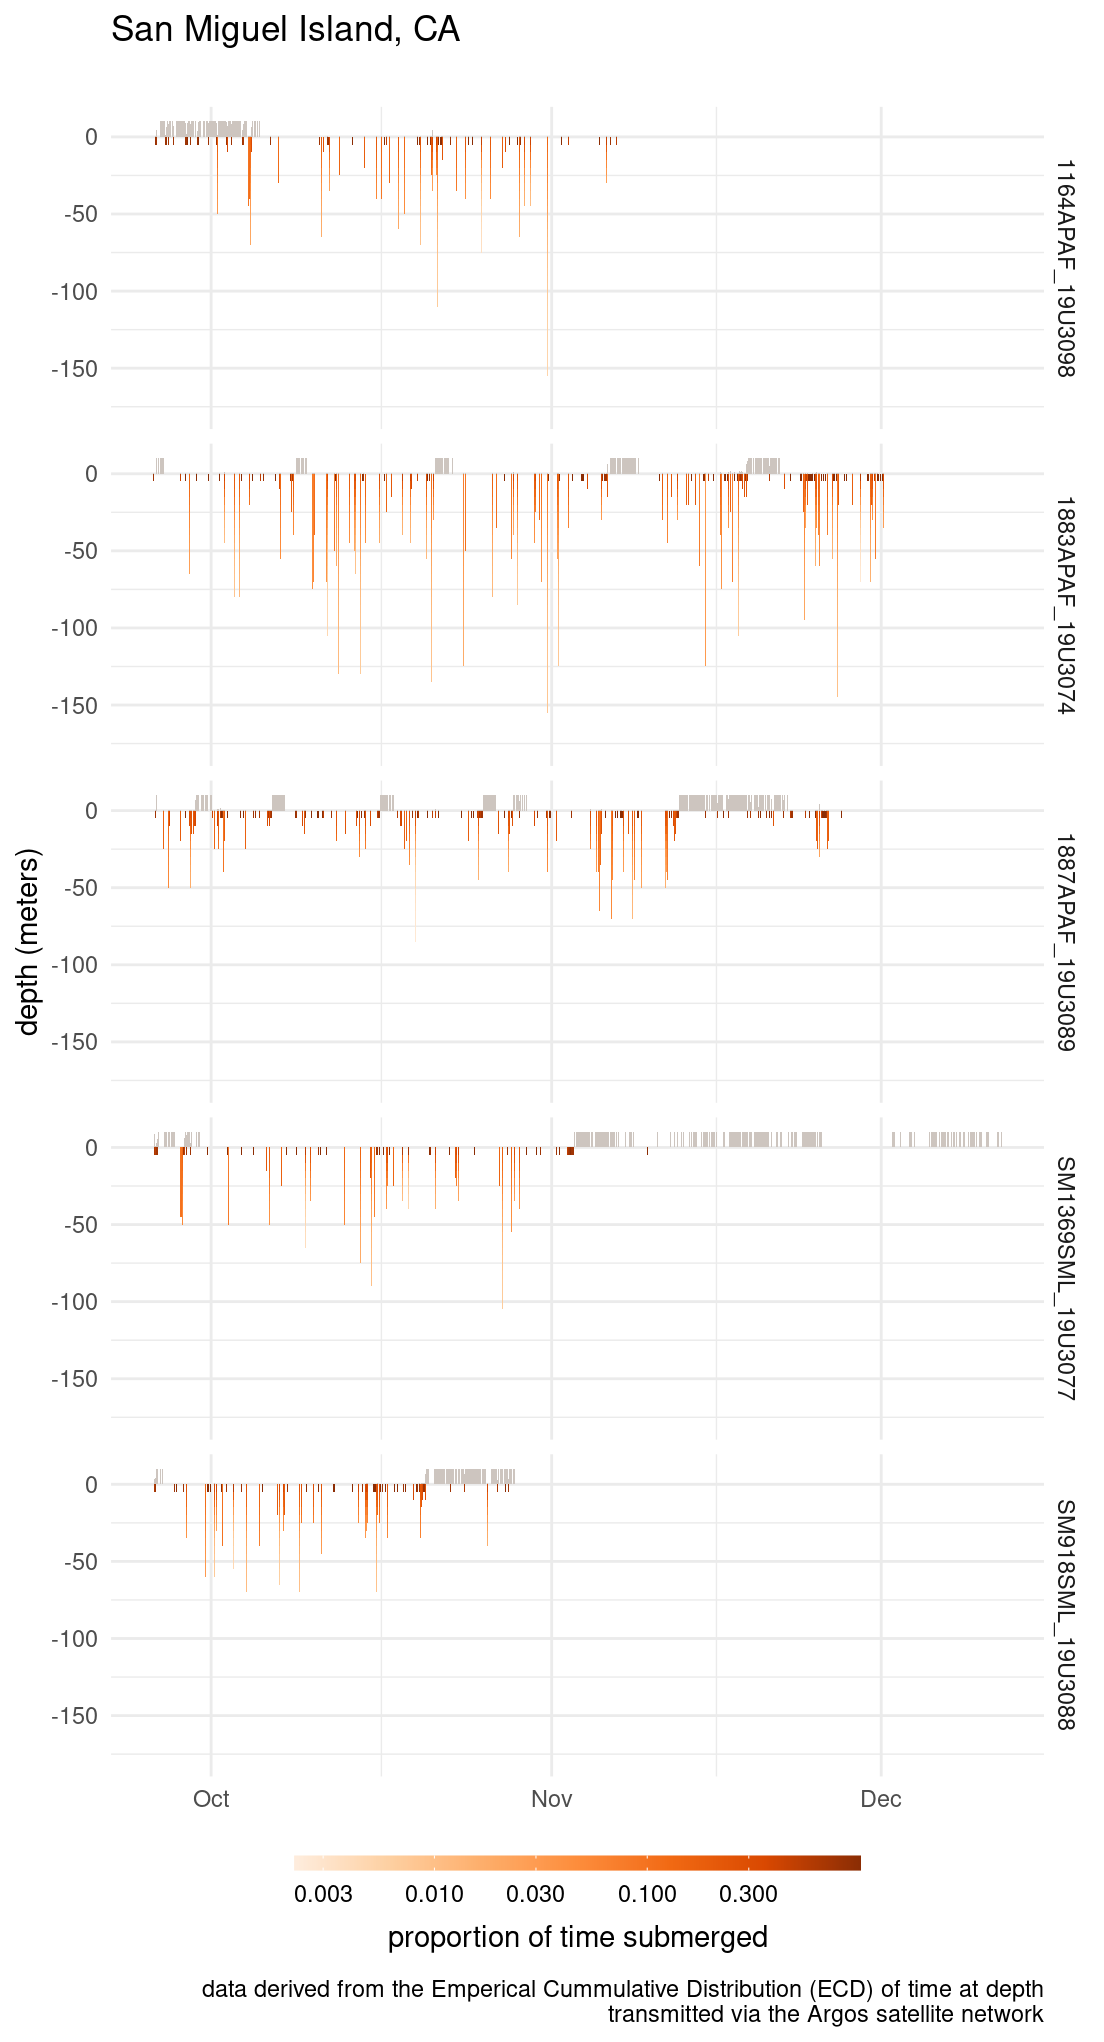 San Miguel Island, CA
0
-50
-100
-150
1164APAF_19U3098
0
-50
-100
-150
1883APAF_19U3074
0
-50
-100
-150
1887APAF_19U3089
depth (meters)
0
-50
-100
-150
SM1369SML_19U3077
0
-50
-100
-150
SM918SML_19U3088
Oct Nov Dec
0.003 0.010 0.030 0.100 0.300
proportion of time submerged
data derived from the Emperical Cummulative Distribution (ECD) of time at depth
transmitted via the Argos satellite network